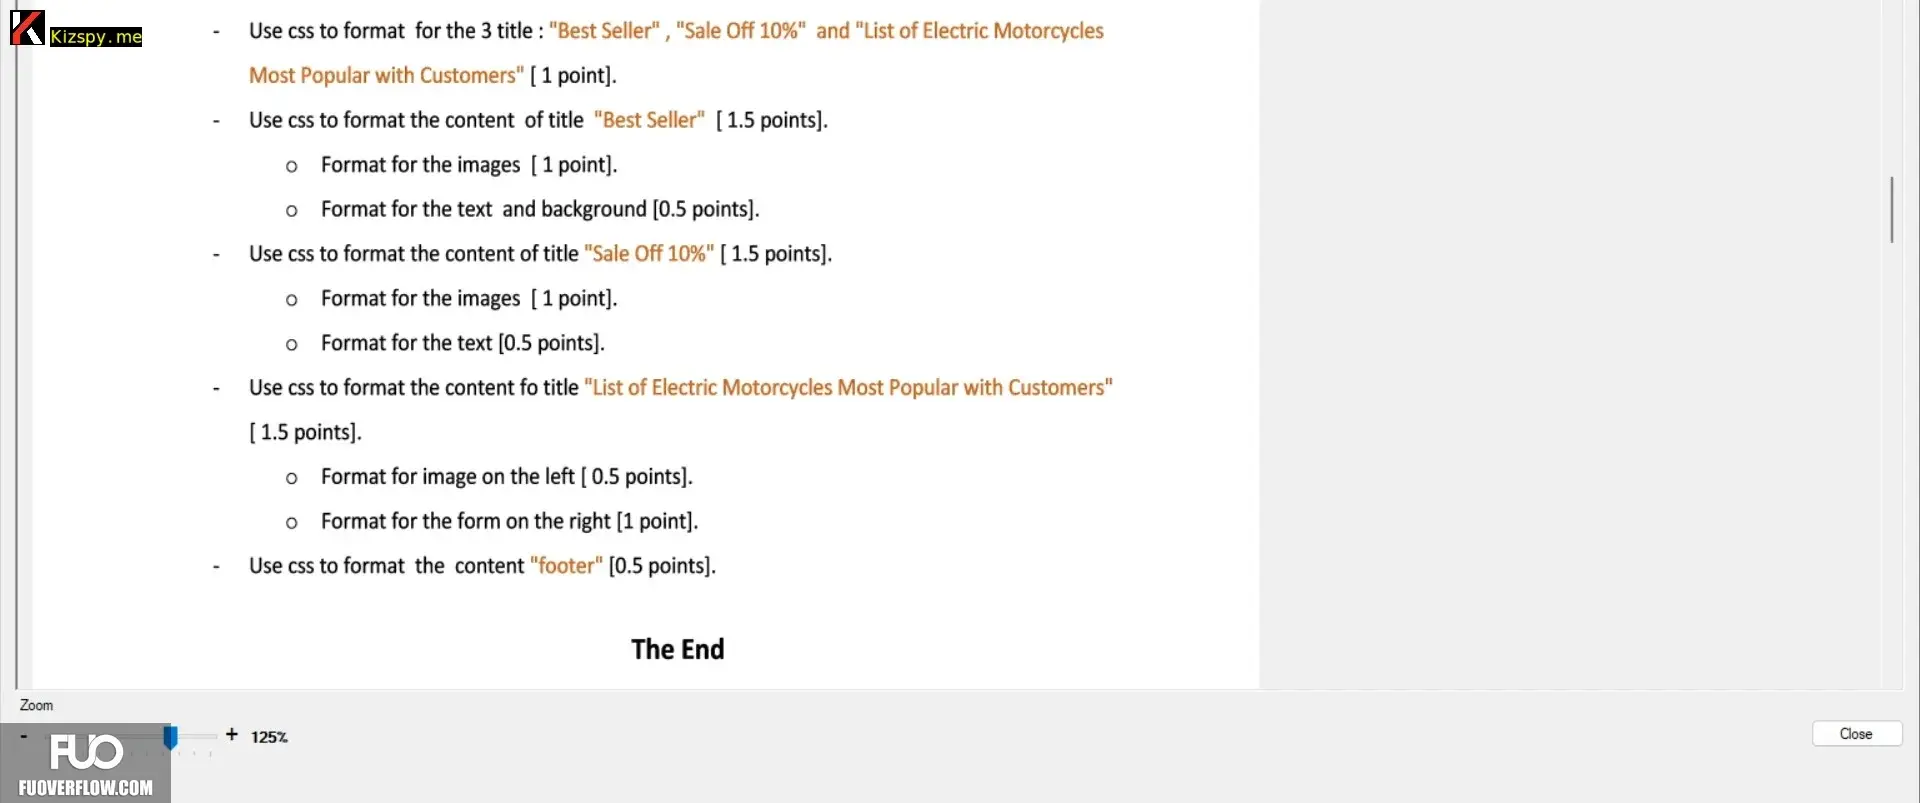 Kizspy.me
- Use css to format for the 3 title : "Best Seller" , "Sale Off 10%" and "List of Electric Motorcycles
Most Popular with Customers" [ 1 point].
- Use css to format the content of title "Best Seller" [ 1.5 points].
o Format for the images [ 1 point].
o Format for the text and background [0.5 points].
- Use css to format the content of title "Sale Off 10%" [ 1.5 points].
o Format for the images [ 1 point].
o Format for the text [0.5 points].
- Use css to format the content fo title "List of Electric Motorcycles Most Popular with Customers"
[ 1.5 points].
o Format for image on the left [ 0.5 points].
o Format for the form on the right [1 point].
- Use css to format the content "footer" [0.5 points].
The End
Zoom
- + 125%
Close
FUO
FUOVERFLOW.COM